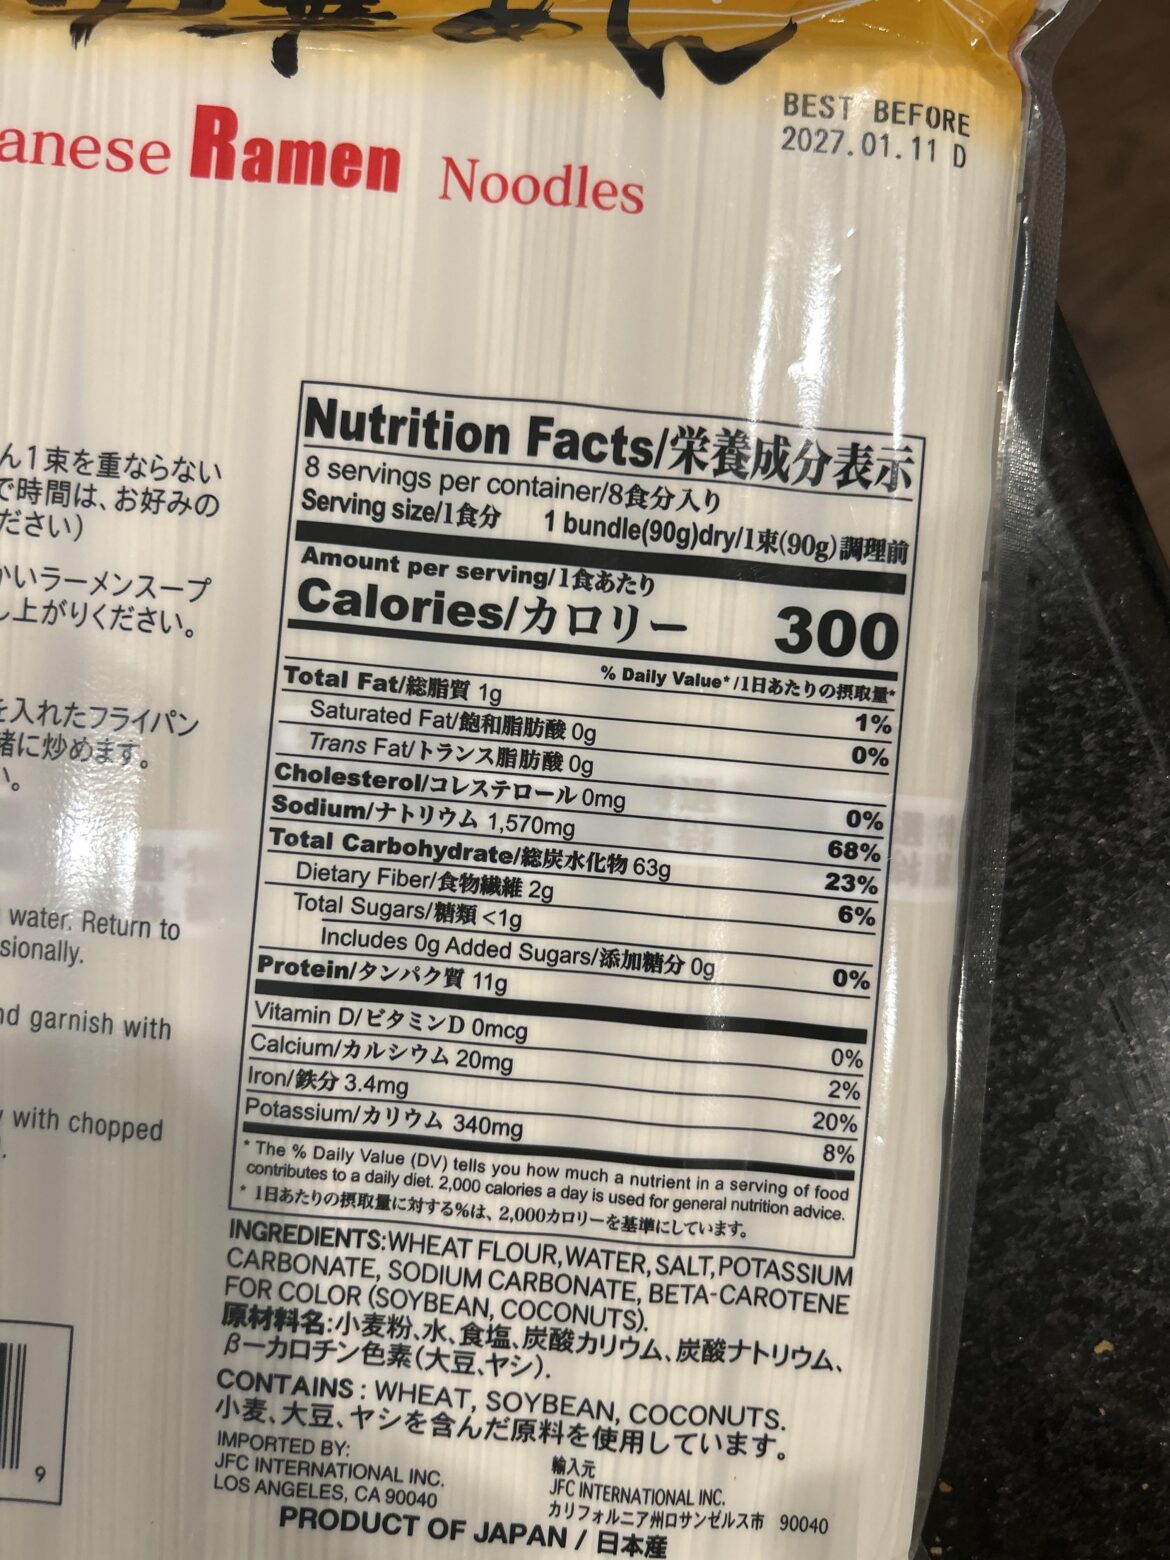 華めん
BEST BEFORE
2027.01.11 D
anese Ramen Noodles
ん1束を重ならない
で時間は、お好みの
ださい）
かいラーメンスープ
し上がりください。
を入れたフライパン
緒に炒めます。
い。
water. Return to
sionally.
nd garnish with
with chopped
Nutrition Facts/栄養成分表示
8 servings per container/8食分入り
Serving size/1食分 1 bundle(90g)dry/1束(90g)調理前
Amount per serving/1食あたり
Calories/カロリー 300
% Daily Value*/1日あたりの摂取量*
Total Fat/総脂質 1g 1%
Saturated Fat/飽和脂肪酸 0g 0%
Trans Fat/トランス脂肪酸 0g
Cholesterol/コレステロール 0mg 0%
Sodium/ナトリウム 1,570mg 68%
Total Carbohydrate/総炭水化物 63g 23%
Dietary Fiber/食物繊維 2g 6%
Total Sugars/糖類 <1g
Includes 0g Added Sugars/添加糖分 0g 0%
Protein/タンパク質 11g
Vitamin D/ビタミンD 0mcg 0%
Calcium/カルシウム 20mg 2%
Iron/鉄分 3.4mg 20%
Potassium/カリウム 340mg 8%
* The % Daily Value (DV) tells you how much a nutrient in a serving of food
contributes to a daily diet. 2,000 calories a day is used for general nutrition advice.
* 1日あたりの摂取量に対する%は、2,000カロリーを基準にしています。
INGREDIENTS:WHEAT FLOUR,WATER, SALT,POTASSIUM
CARBONATE, SODIUM CARBONATE, BETA-CAROTENE
FOR COLOR (SOYBEAN, COCONUTS).
原材料名:小麦粉、水、食塩、炭酸カリウム、炭酸ナトリウム、
β－カロチン色素(大豆、ヤシ).
CONTAINS : WHEAT, SOYBEAN, COCONUTS.
小麦、大豆、ヤシを含んだ原料を使用しています。
IMPORTED BY:
JFC INTERNATIONAL INC.
LOS ANGELES, CA 90040
輸入元
JFC INTERNATIONAL INC.
カリフォルニア州ロサンゼルス市 90040
PRODUCT OF JAPAN / 日本産
9